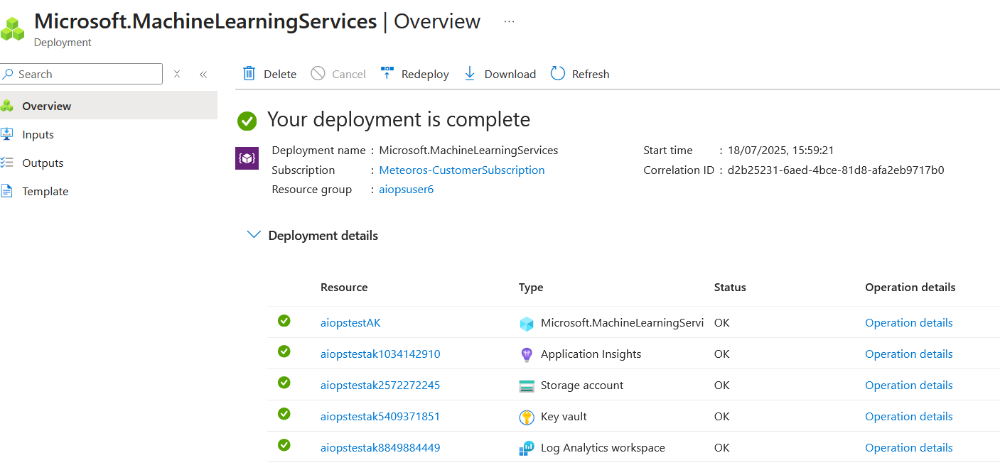 Microsoft.MachineLearningServices | Overview ...
Deployment
Search
Delete Cancel Redeploy Download Refresh
Overview
Inputs
Outputs
Template
Your deployment is complete
Deployment name : Microsoft.MachineLearningServices Start time : 18/07/2025, 15:59:21
Subscription : Meteoros-CustomerSubscription Correlation ID : d2b25231-6aed-4bce-81d8-afa2eb9717b0
Resource group : aiopsuser6
Deployment details
Resource Type Status Operation details
aiopstestAK Microsoft.MachineLearningServi OK Operation details
aiopstestak1034142910 Application Insights OK Operation details
aiopstestak2572272245 Storage account OK Operation details
aiopstestak5409371851 Key vault OK Operation details
aiopstestak8849884449 Log Analytics workspace OK Operation details